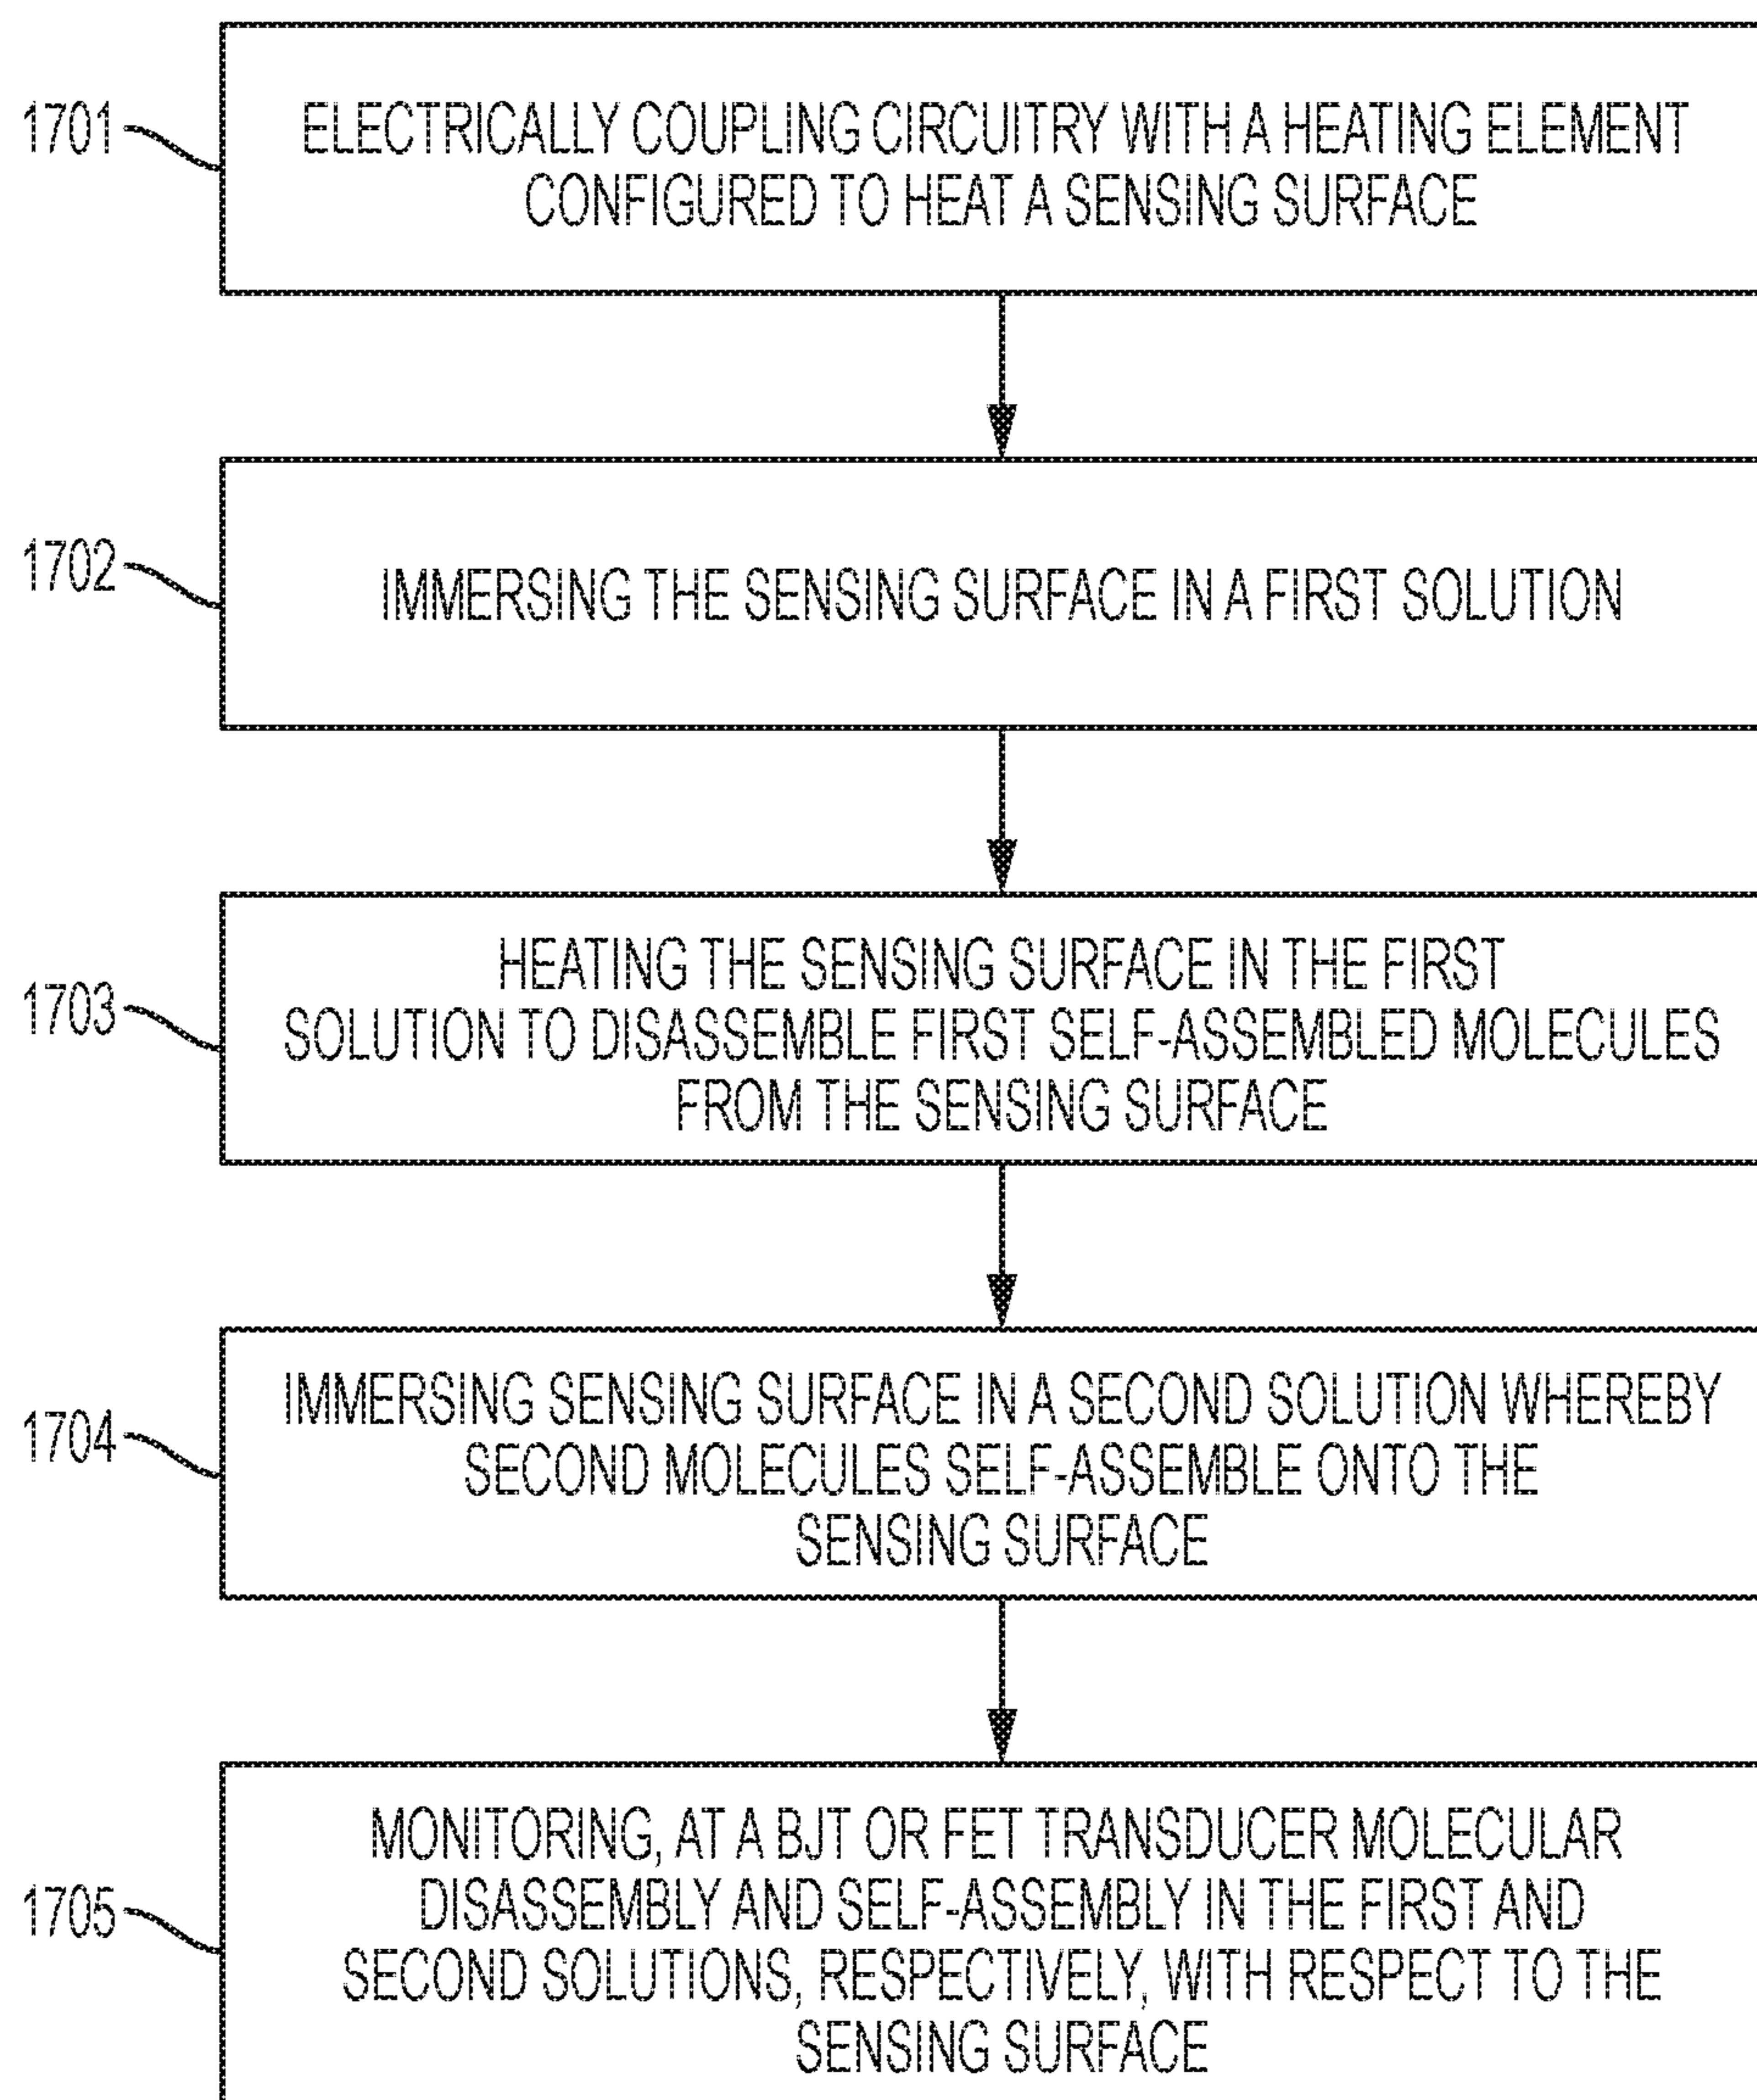 1701
ELECTRICALLY COUPLING CIRCUITRY WITH A HEATING ELEMENT
CONFIGURED TO HEAT A SENSING SURFACE
1702
IMMERSING THE SENSING SURFACE IN A FIRST SOLUTION
1703
HEATING THE SENSING SURFACE IN THE FIRST
SOLUTION TO DISASSEMBLE FIRST SELF-ASSEMBLED MOLECULES
FROM THE SENSING SURFACE
1704
IMMERSING SENSING SURFACE IN A SECOND SOLUTION WHEREBY
SECOND MOLECULES SELF-ASSEMBLE ONTO THE
SENSING SURFACE
1705
MONITORING, AT A BJT OR FET TRANSDUCER MOLECULAR
DISASSEMBLY AND SELF-ASSEMBLY IN THE FIRST AND
SECOND SOLUTIONS, RESPECTIVELY, WITH RESPECT TO THE
SENSING SURFACE